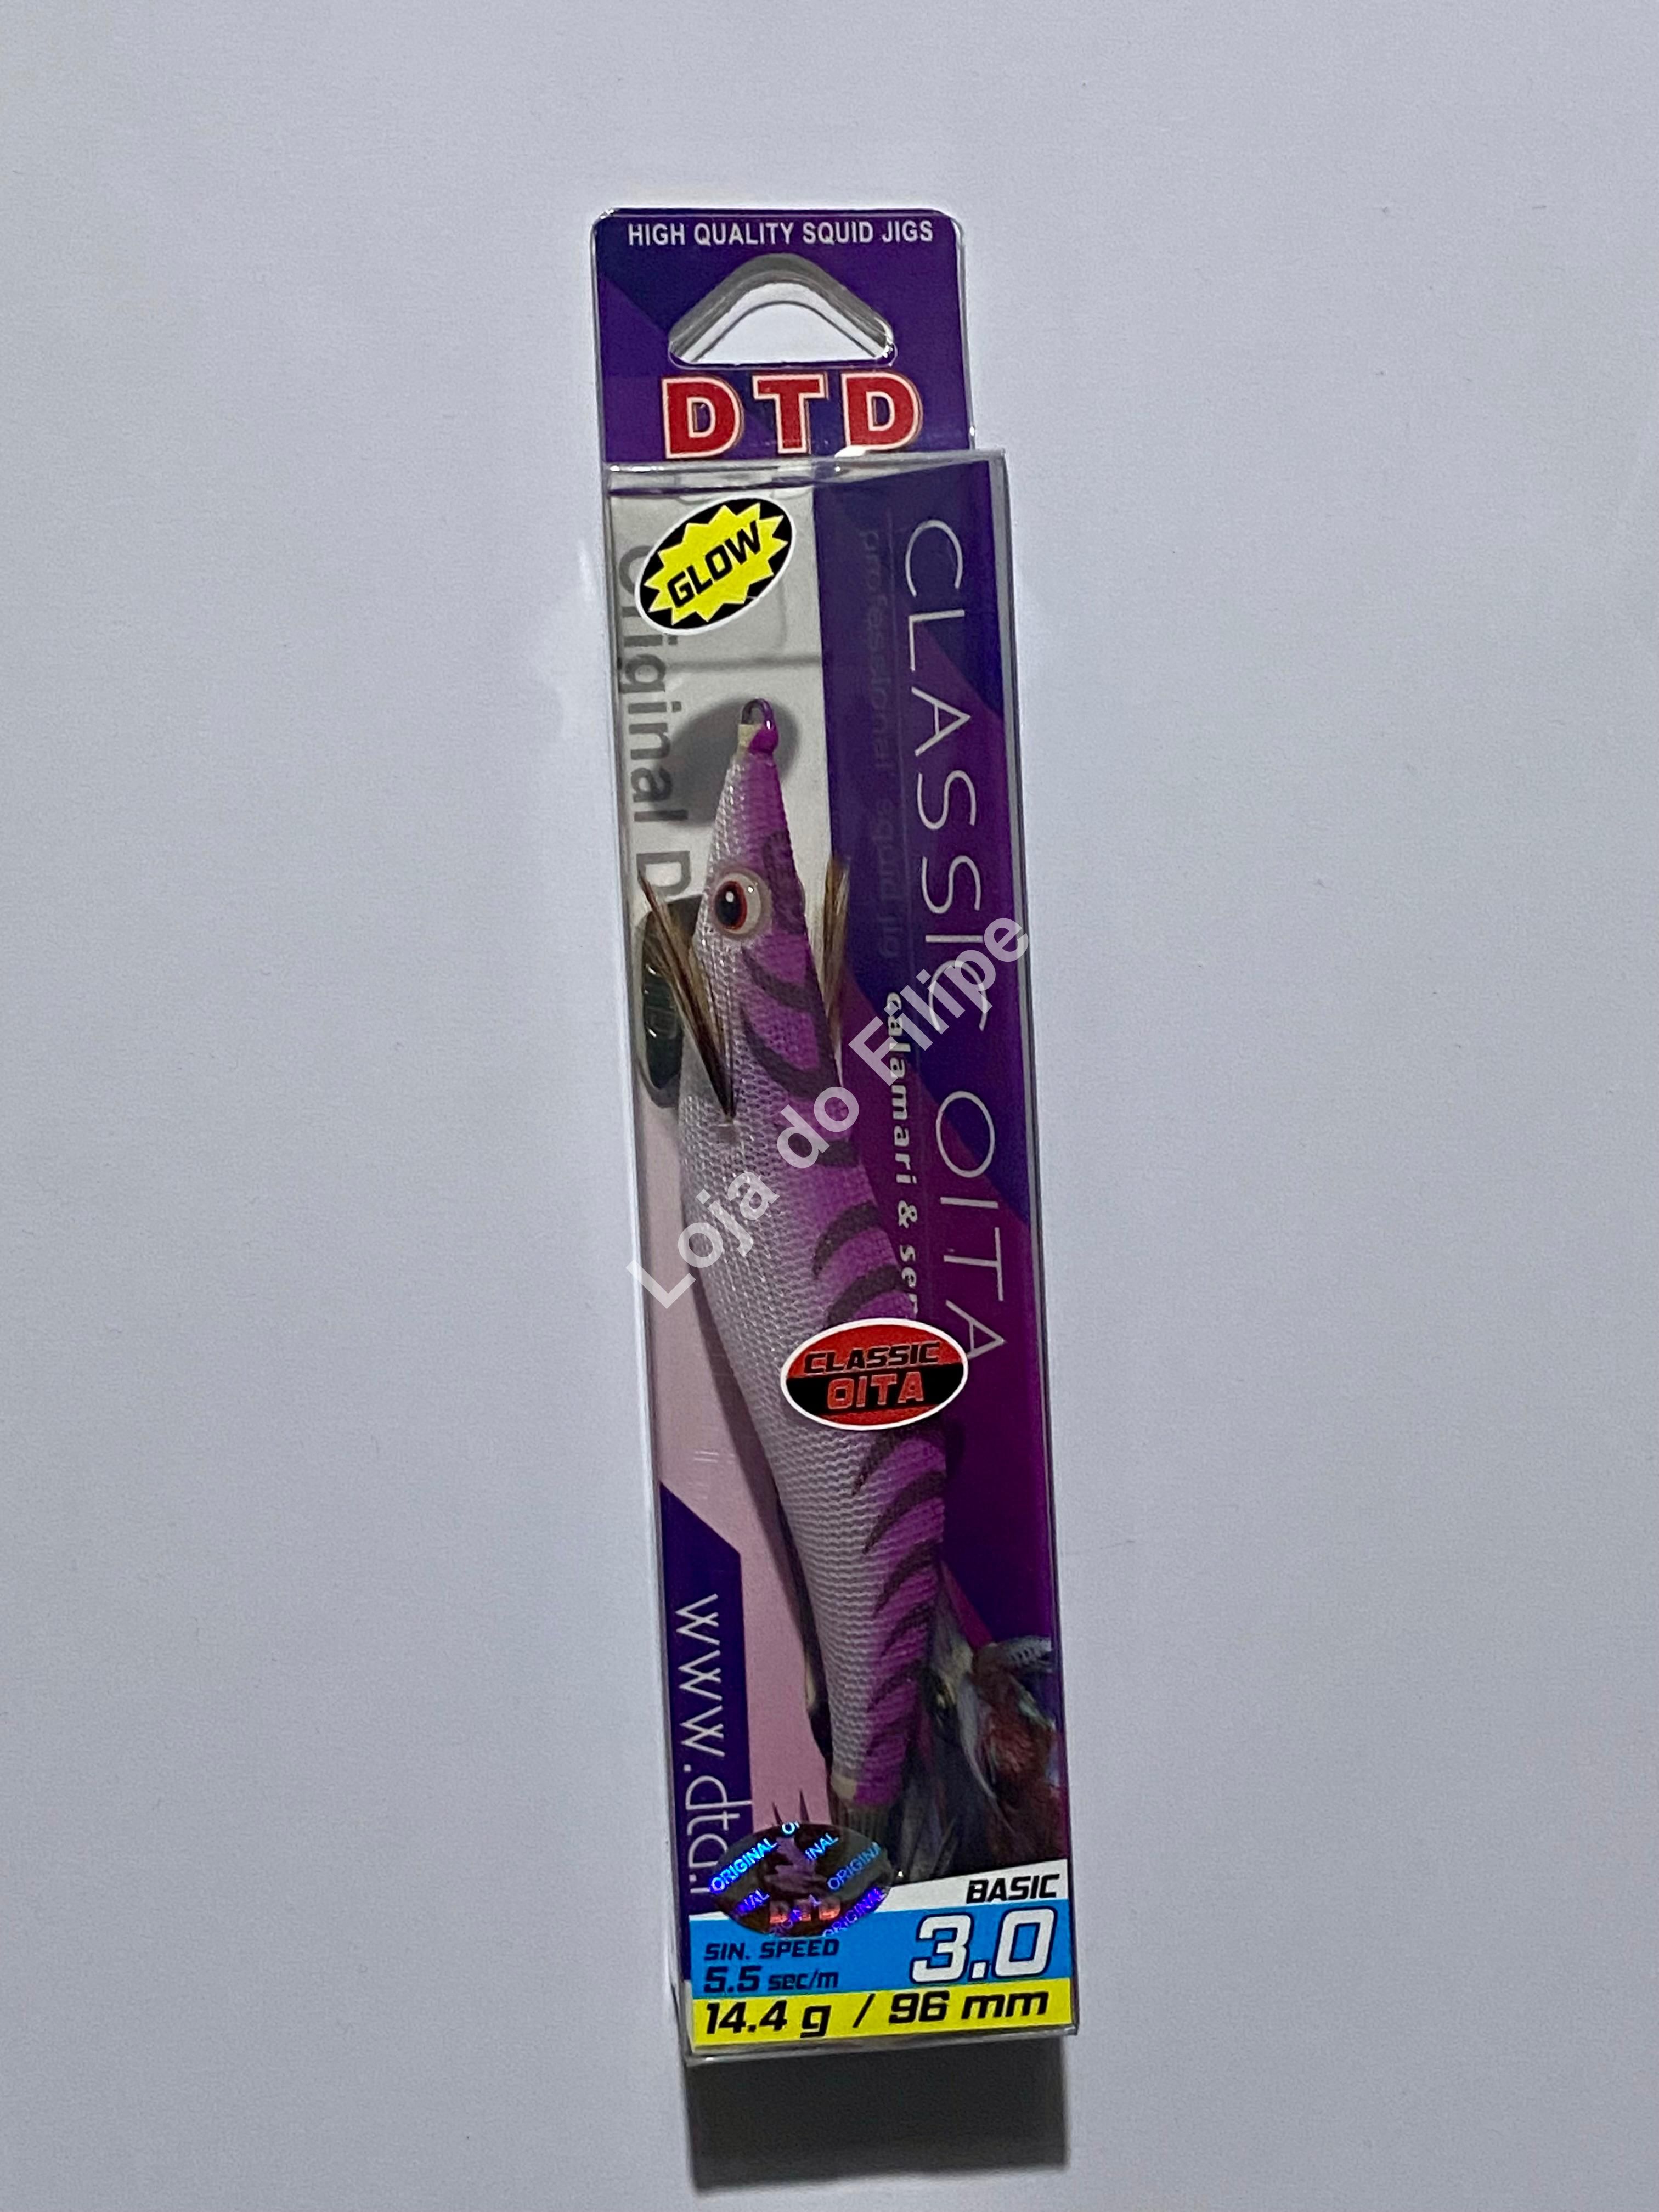 HIGH QUALITY SQUID JIGS
DTD
GLOW
Original D
CLASSIC OITA
professional squid jig
calamari & se
Loja do Filipe
CLASSIC
OITA
www.dtd.
ORIGINAL
ORIGINAL
DTD
BASIC
3.0
SIN. SPEED
5.5 sec/m
14.4 g / 96 mm